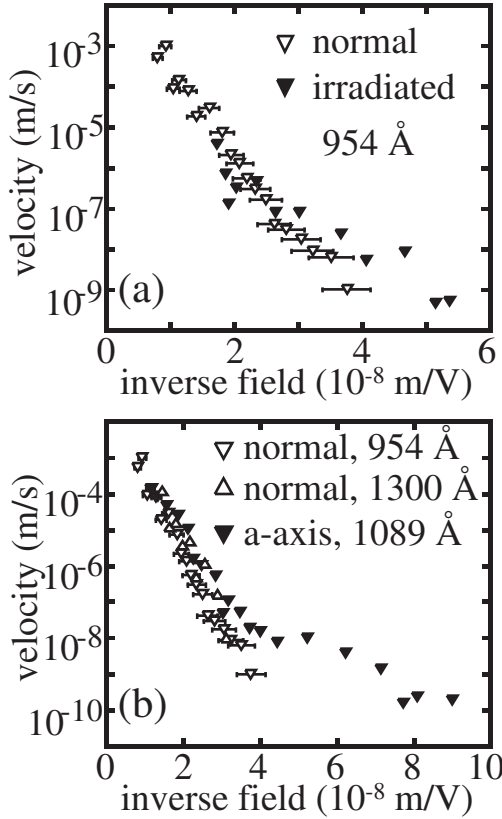 10⁻³
10⁻⁵
10⁻⁷
10⁻⁹
velocity (m/s)
normal
irradiated
954 Å
(a)
0 2 4 6
inverse field (10⁻⁸ m/V)
10⁻⁴
10⁻⁶
10⁻⁸
10⁻¹⁰
velocity (m/s)
normal, 954 Å
normal, 1300 Å
a-axis, 1089 Å
(b)
0 2 4 6 8 10
inverse field (10⁻⁸ m/V)